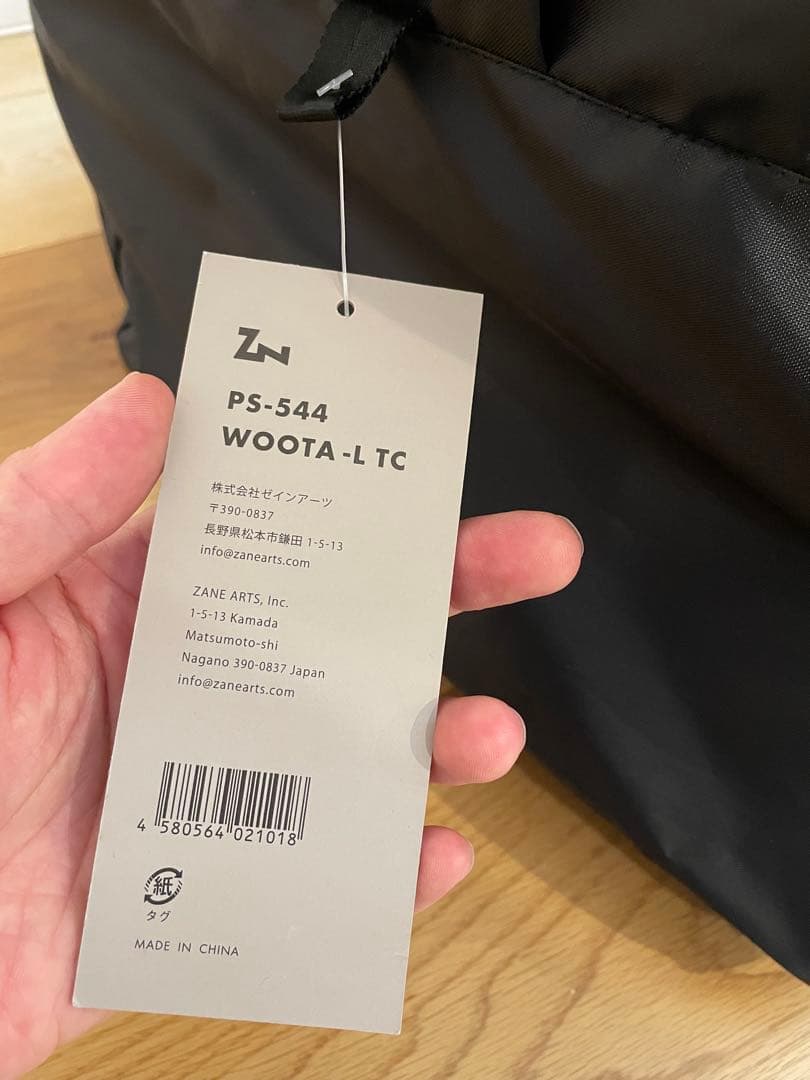 ZN
PS-544
WOOTA -L TC
株式会社ゼインアーツ
〒390-0837
長野県松本市鎌田 1-5-13
info@zanearts.com
ZANE ARTS, Inc.
1-5-13 Kamada
Matsumoto-shi
Nagano 390-0837 Japan
info@zanearts.com
4 580564 021018
紙
タグ
MADE IN CHINA